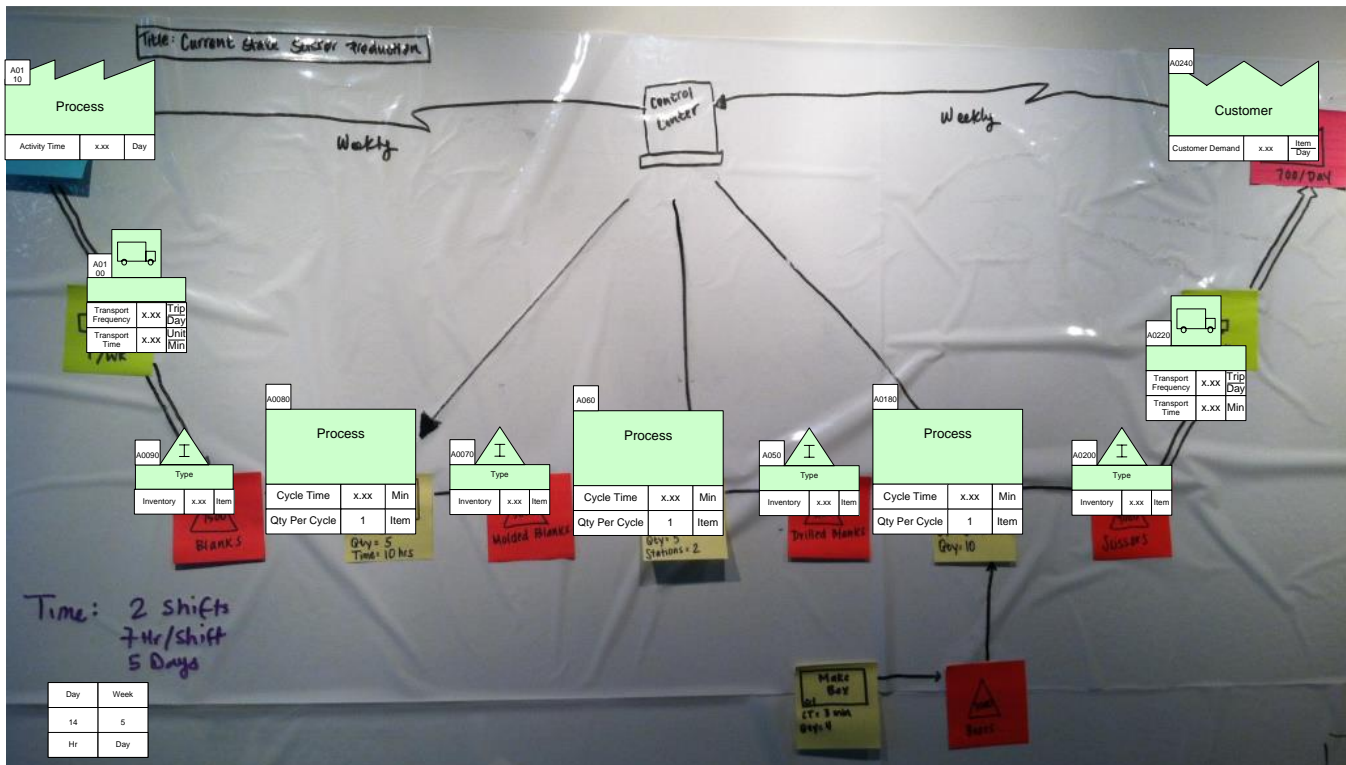 Title: Current State Scissor Production
A01
10
Process
Activity Time x.xx Day
Weekly
Control
Center
Weekly
A0240
Customer
Customer Demand x.xx Item
Day
700/Day
A01
00
Transport
Frequency x.xx Trip
Day
Transport
Time x.xx Unit
Min
1/WK
A0220
Transport
Frequency x.xx Trip
Day
Transport
Time x.xx Min
A0090
I
Type
Inventory x.xx Item
Blanks
A0080
Process
Cycle Time x.xx Min
Qty Per Cycle 1 Item
Qty = 5
Time = 10 hrs
A0070
I
Type
Inventory x.xx Item
Molded Blanks
A060
Process
Cycle Time x.xx Min
Qty Per Cycle 1 Item
Qty = 5
Stations = 2
A050
I
Type
Inventory x.xx Item
Drilled Blanks
A0180
Process
Cycle Time x.xx Min
Qty Per Cycle 1 Item
Qty = 10
A0200
I
Type
Inventory x.xx Item
Scissors
Time: 2 Shifts
7 Hr/Shift
5 Days
Day Week
14 5
Hr Day
Make
Box
CT = 3 min
Qty = 4
Boxes